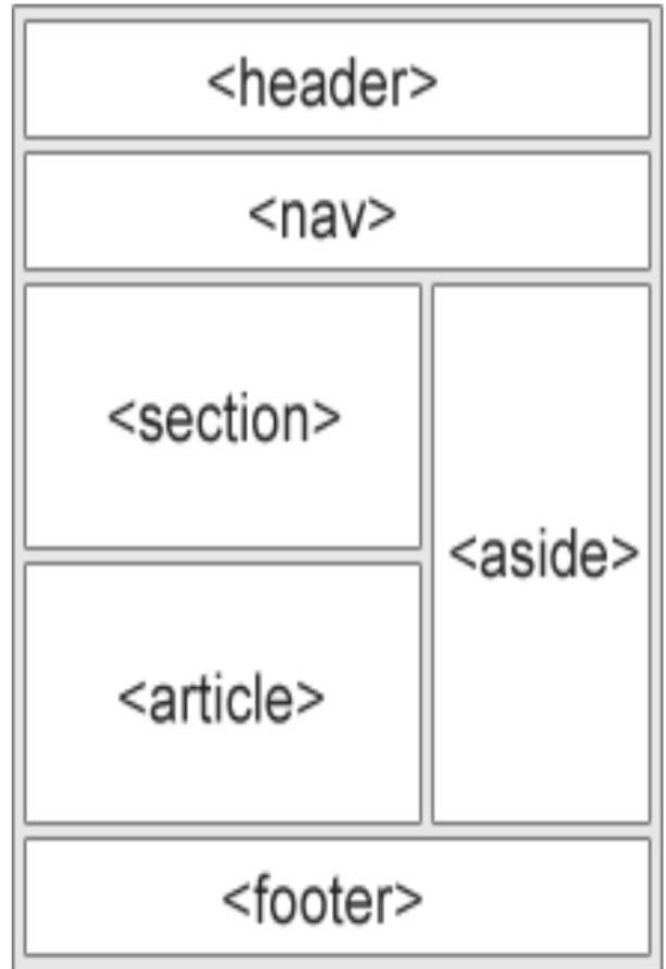 <header>
<nav>
<section>
<aside>
<article>
<footer>